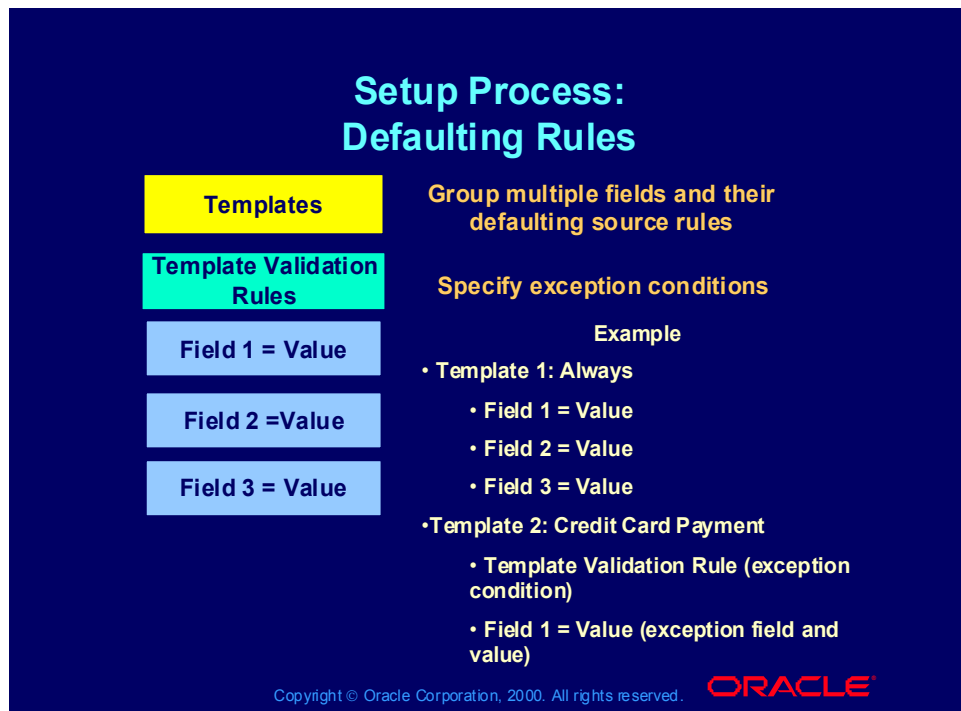 Setup Process:
Defaulting Rules
Templates
Group multiple fields and their
defaulting source rules
Template Validation
Rules
Specify exception conditions
Field 1 = Value
Field 2 =Value
Field 3 = Value
Example
• Template 1: Always
• Field 1 = Value
• Field 2 = Value
• Field 3 = Value
•Template 2: Credit Card Payment
• Template Validation Rule (exception
condition)
• Field 1 = Value (exception field and
value)
Copyright © Oracle Corporation, 2000. All rights reserved.
ORACLE®